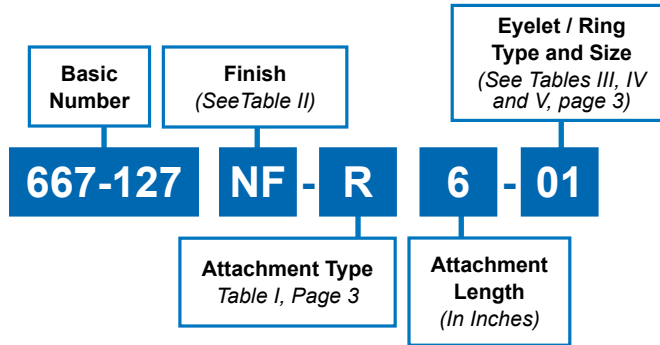 Basic
Number
Finish
(SeeTable II)
Eyelet / Ring
Type and Size
(See Tables III, IV
and V, page 3)
667-127 NF - R 6 - 01
Attachment Type
Table I, Page 3
Attachment
Length
(In Inches)